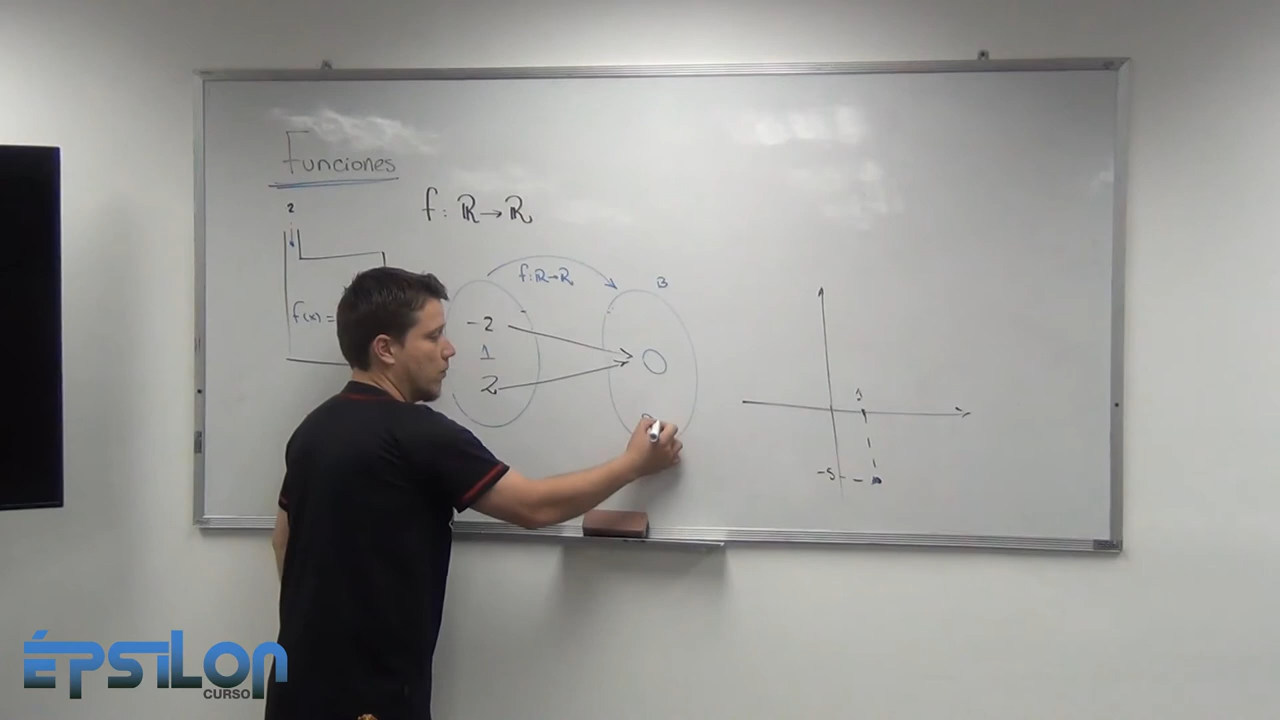 Funciones
2
f: ℝ→ℝ
f: ℝ→ℝ
B
f(x) =
-2
1
2
0
1
-5
ÉPSILON
CURSO